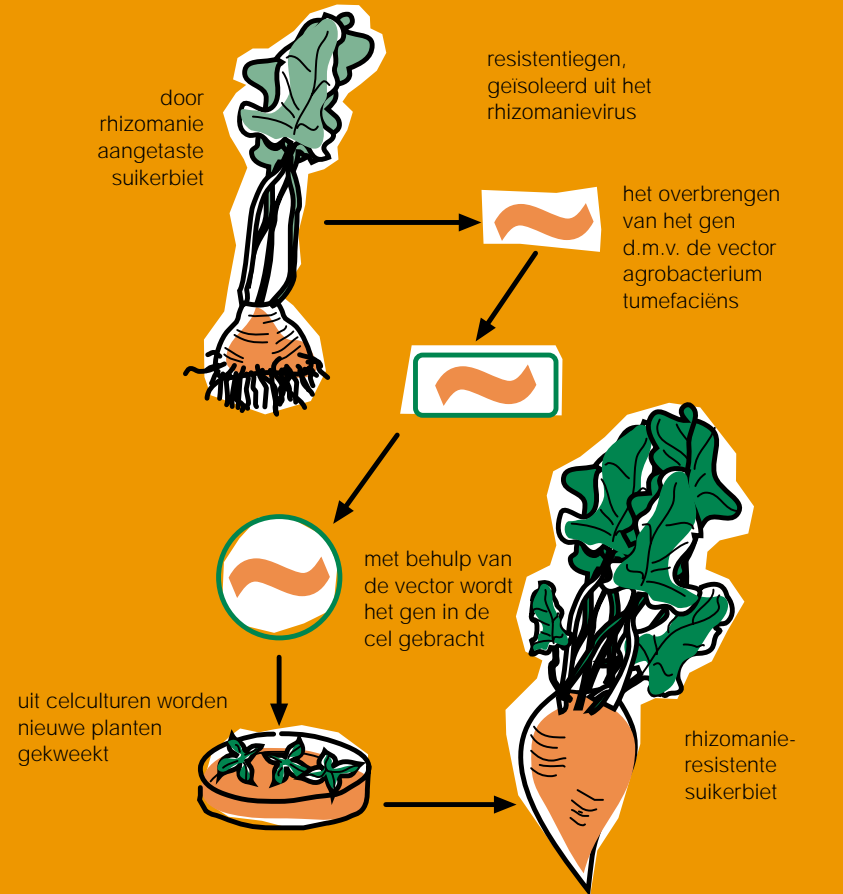 door
rhizomanie
aangetaste
suikerbiet
resistentiegen,
geïsoleerd uit het
rhizomanievirus
het overbrengen
van het gen
d.m.v. de vector
agrobacterium
tumefaciëns
met behulp van
de vector wordt
het gen in de
cel gebracht
uit celculturen worden
nieuwe planten
gekweekt
rhizomanie-
resistente
suikerbiet